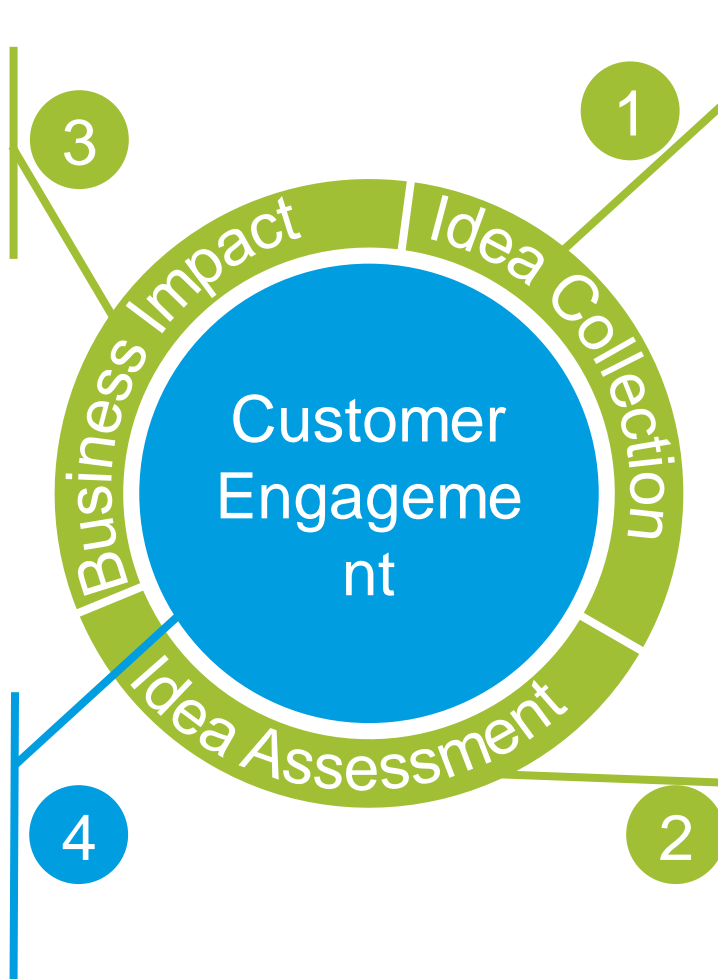 3
1
Business Impact
Idea Collection
Customer
Engageme
nt
Idea Assessment
4
2